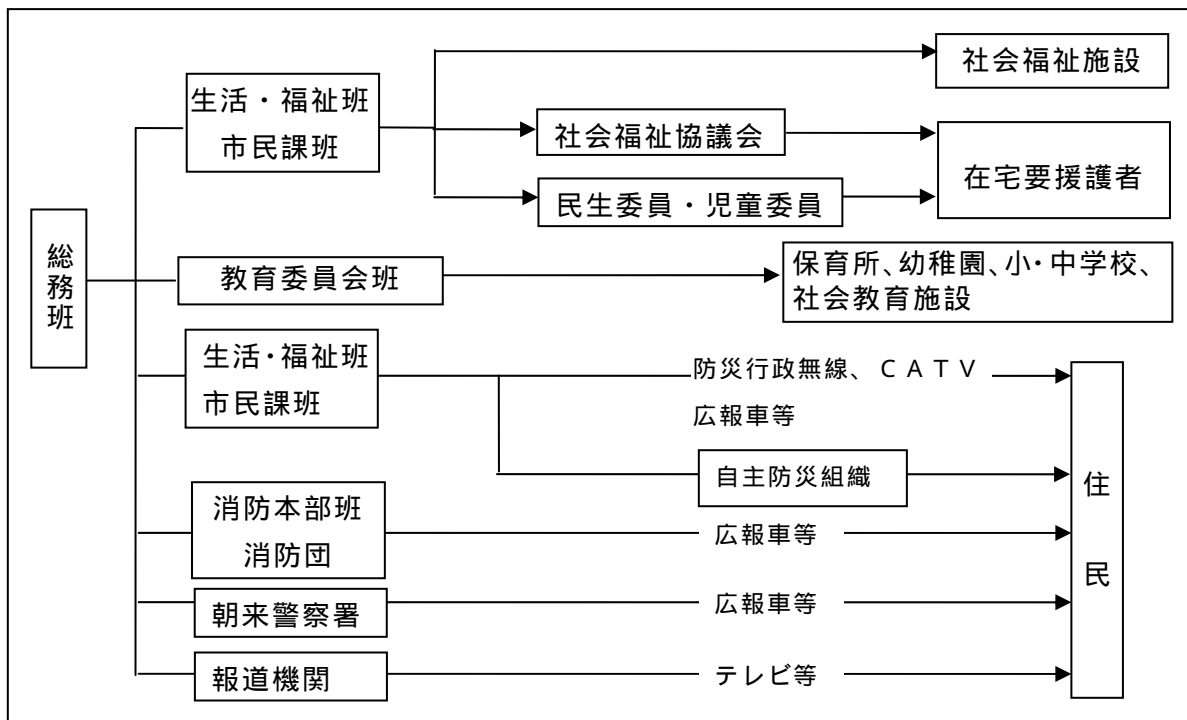 社会福祉施設
生活・福祉班
市民課班
社会福祉協議会
在宅要援護者
民生委員・児童委員
総務班
教育委員会班
保育所、幼稚園、小・中学校、
社会教育施設
生活・福祉班
市民課班
防災行政無線、ＣＡＴＶ
広報車等
自主防災組織
住民
消防本部班
消防団
広報車等
朝来警察署
広報車等
報道機関
テレビ等